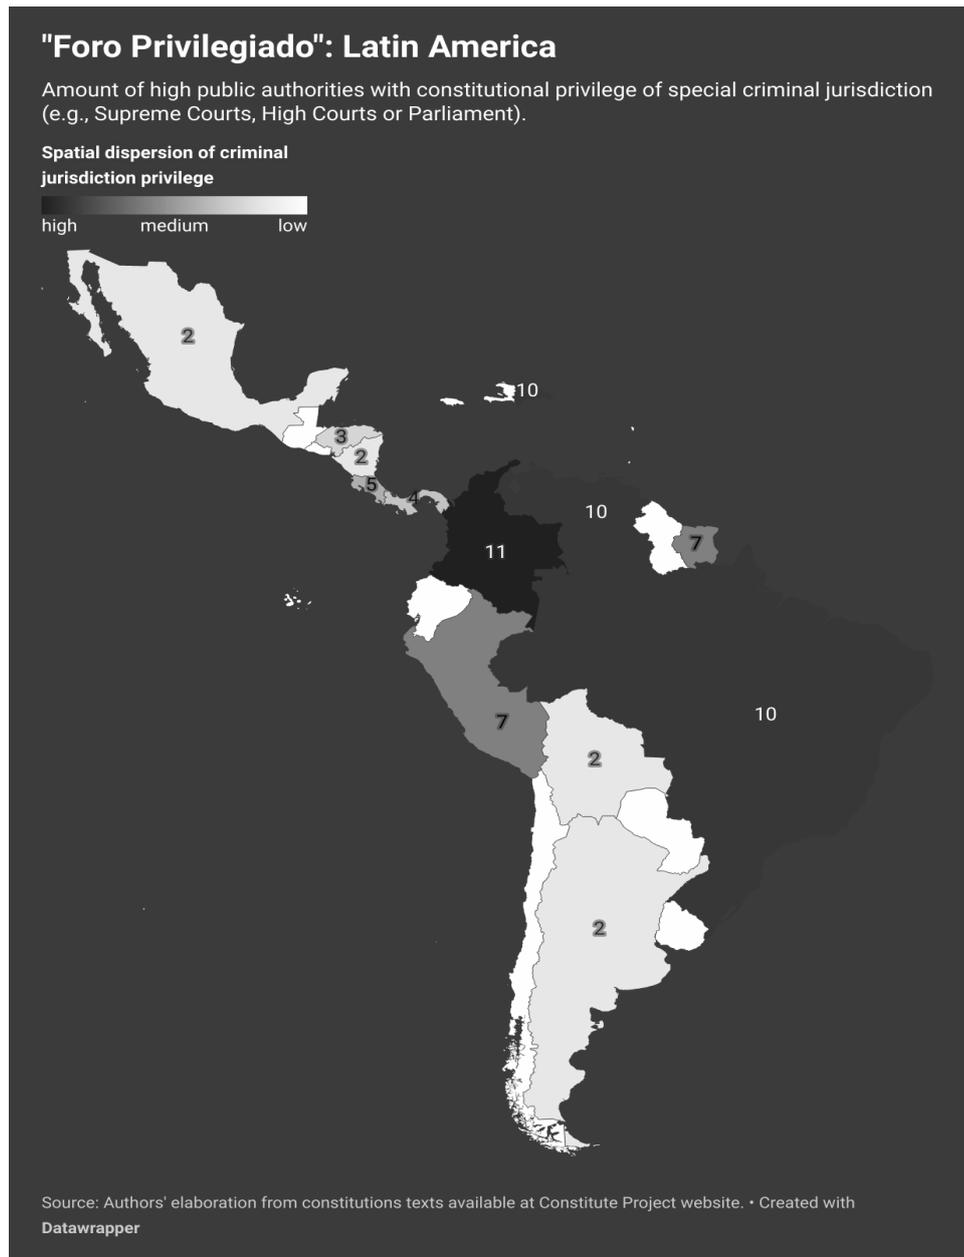 "Foro Privilegiado": Latin America
Amount of high public authorities with constitutional privilege of special criminal jurisdiction
(e.g., Supreme Courts, High Courts or Parliament).
Spatial dispersion of criminal
jurisdiction privilege
high medium low
2
10
3
2
5
4
10
7
11
10
7
2
2
Source: Authors' elaboration from constitutions texts available at Constitute Project website. • Created with
Datawrapper